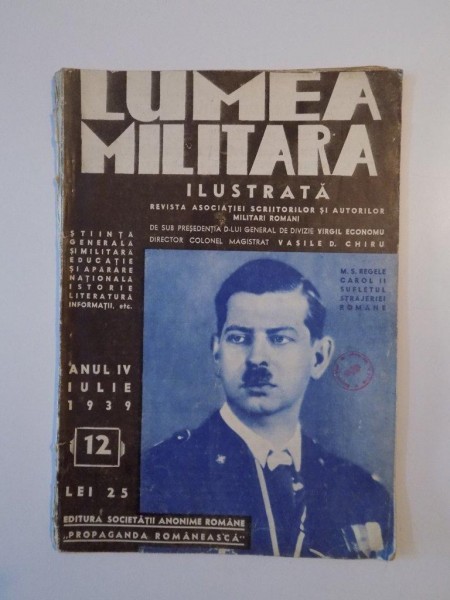 LUMEA
MILITARA
ILUSTRATĂ
REVISTA ASOCIAȚIEI SCRIITORILOR ȘI AUTORILOR
MILITARI ROMÂNI
DE SUB PREȘEDENȚIA D-LUI GENERAL DE DIVIZIE VIRGIL ECONOMU
DIRECTOR COLONEL MAGISTRAT VASILE D. CHIRU
ȘTIINȚĂ
GENERALĂ
ȘI MILITARĂ
EDUCAȚIE
ȘI APĂRARE
NAȚIONALĂ
ISTORIE
LITERATURĂ
INFORMAȚII, etc.
M. S. REGELE
CAROL II
SUFLETUL
STRĂJERIEI
ROMÂNE
ANUL IV
IULIE
1939
12
LEI 25
EDITURA SOCIETĂȚII ANONIME ROMÂNE
„PROPAGANDA ROMÂNEASCĂ"